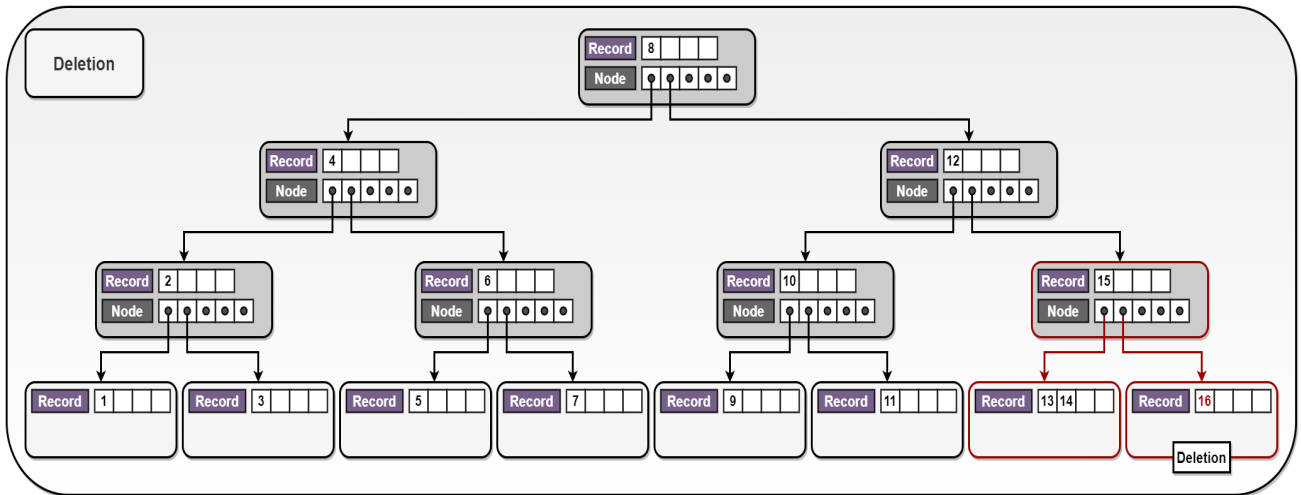 Deletion
Record 8
Node
Record 4
Node
Record 12
Node
Record 2
Node
Record 6
Node
Record 10
Node
Record 15
Node
Record 1
Record 3
Record 5
Record 7
Record 9
Record 11
Record 13 14
Record 16
Deletion